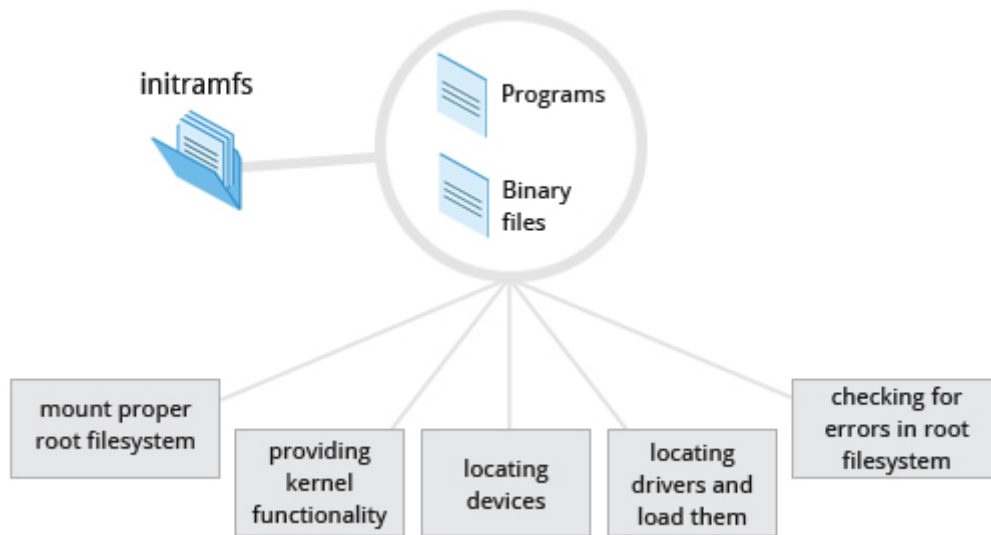 initramfs
Programs
Binary
files
mount proper
root filesystem
providing
kernel
functionality
locating
devices
locating
drivers and
load them
checking for
errors in root
filesystem